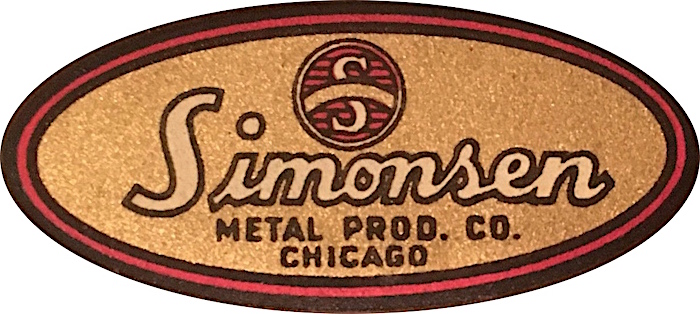 S
Simonsen
METAL PROD. CO.
CHICAGO